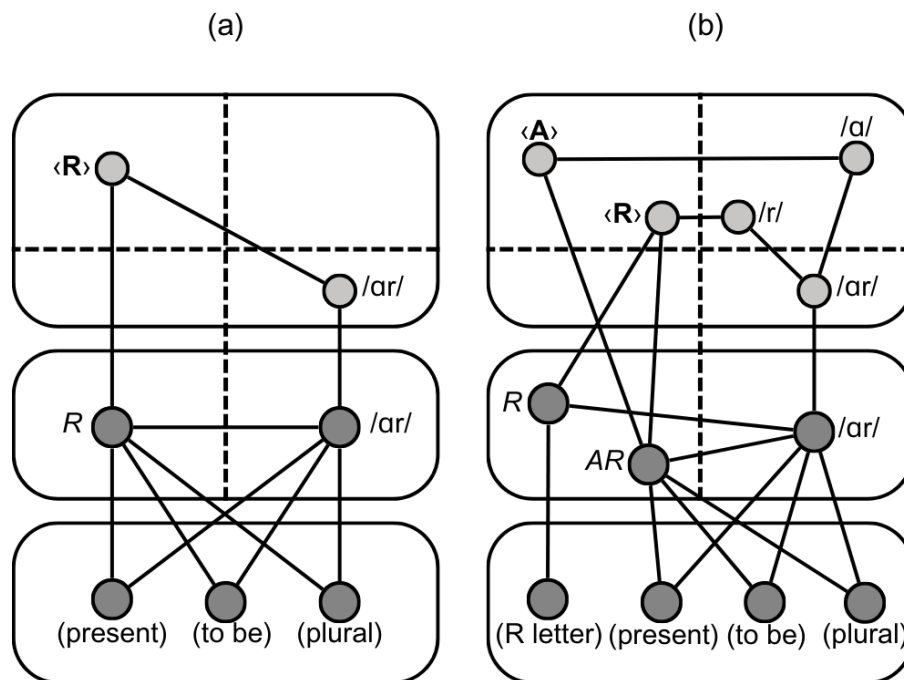 (a)
‹R›
/ɑr/
R
/ɑr/
(present) (to be) (plural)
(b)
‹A› /ɑ/
‹R› /r/
/ɑr/
R
/ɑr/
AR
(R letter) (present) (to be) (plural)